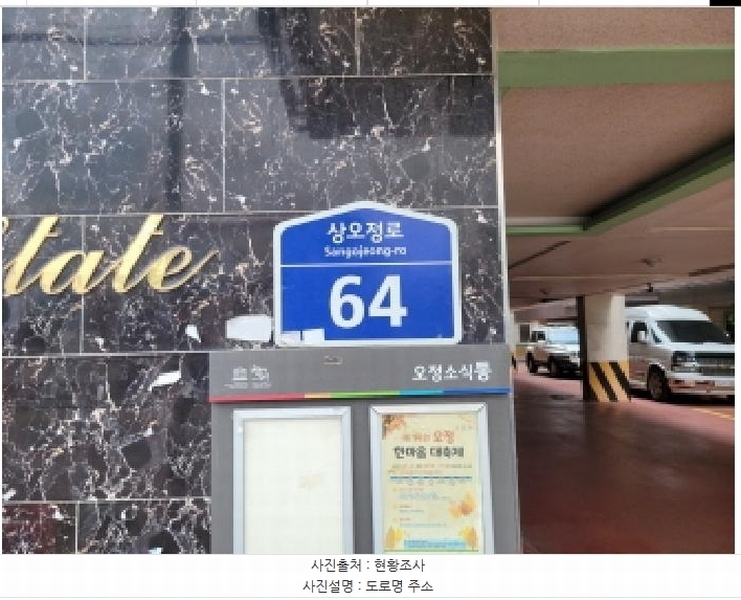 state
상오정로
Sangojeong-ro
64
오정소식통
오정
한마음 대축제
사진출처 : 현황조사
사진설명 : 도로명 주소